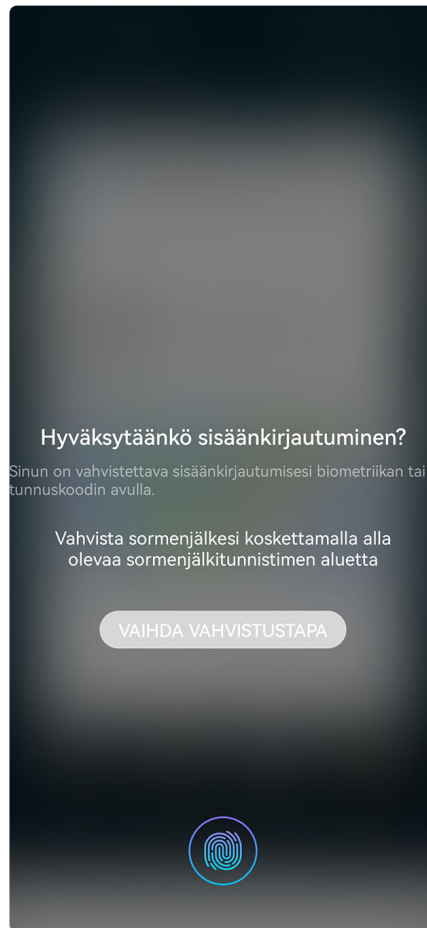 Hyväksytäänkö sisäänkirjautuminen?
Sinun on vahvistettava sisäänkirjautumisesi biometriikan tai
tunnuskoodin avulla.
Vahvista sormenjälkesi koskettamalla alla
olevaa sormenjälkitunnistimen aluetta
VAIHDA VAHVISTUSTAPA